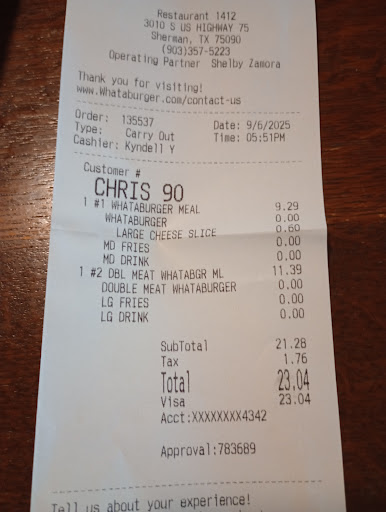 Restaurant 1412
3010 S US HIGHWAY 75
Sherman, TX 75090
(903)357-5223
Operating Partner Shelby Zamora
Thank you for visiting!
www.Whataburger.com/contact-us
Order: 135537 Date: 9/6/2025
Type: Carry Out Time: 05:51PM
Cashier: Kyndell Y
Customer #
CHRIS 90
1 #1 WHATABURGER MEAL 9.29
WHATABURGER 0.00
LARGE CHEESE SLICE 0.60
MD FRIES 0.00
MD DRINK 0.00
1 #2 DBL MEAT WHATABGR ML 11.39
DOUBLE MEAT WHATABURGER 0.00
LG FRIES 0.00
LG DRINK 0.00
SubTotal 21.28
Tax 1.76
Total 23.04
Visa 23.04
Acct:XXXXXXXX4342
Approval:783689
Tell us about your experience!